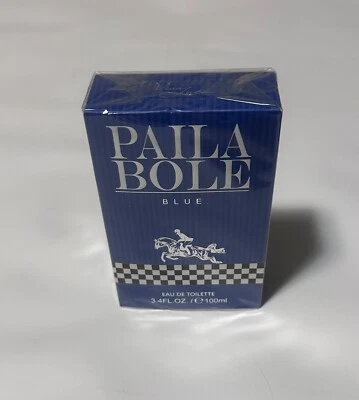 PAILA
BOLE
BLUE
EAU DE TOILETTE
3.4FL.OZ. / ℮ 100ml